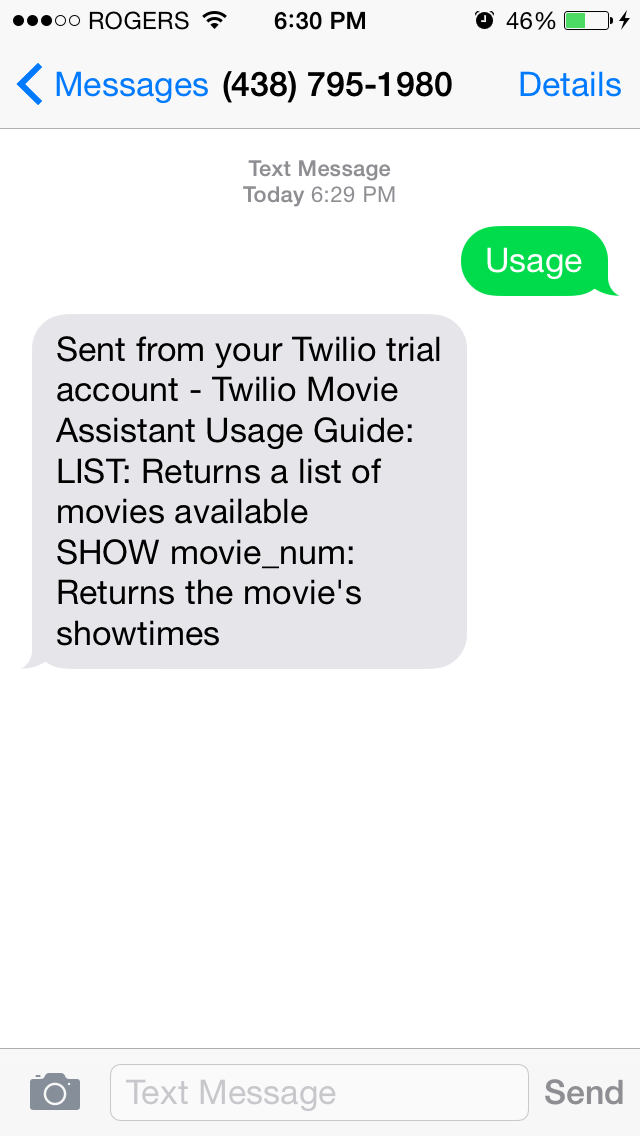 ROGERS 6:30 PM 46%
Messages (438) 795-1980 Details
Text Message
Today 6:29 PM
Usage
Sent from your Twilio trial
account - Twilio Movie
Assistant Usage Guide:
LIST: Returns a list of
movies available
SHOW movie_num:
Returns the movie's
showtimes
Text Message Send